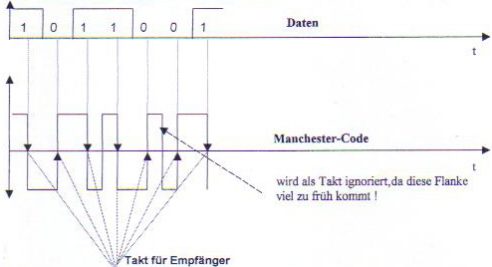 1 0 1 1 0 0 1
Daten
t
Manchester-Code
t
wird als Takt ignoriert,da diese Flanke
viel zu früh kommt !
Takt für Empfänger